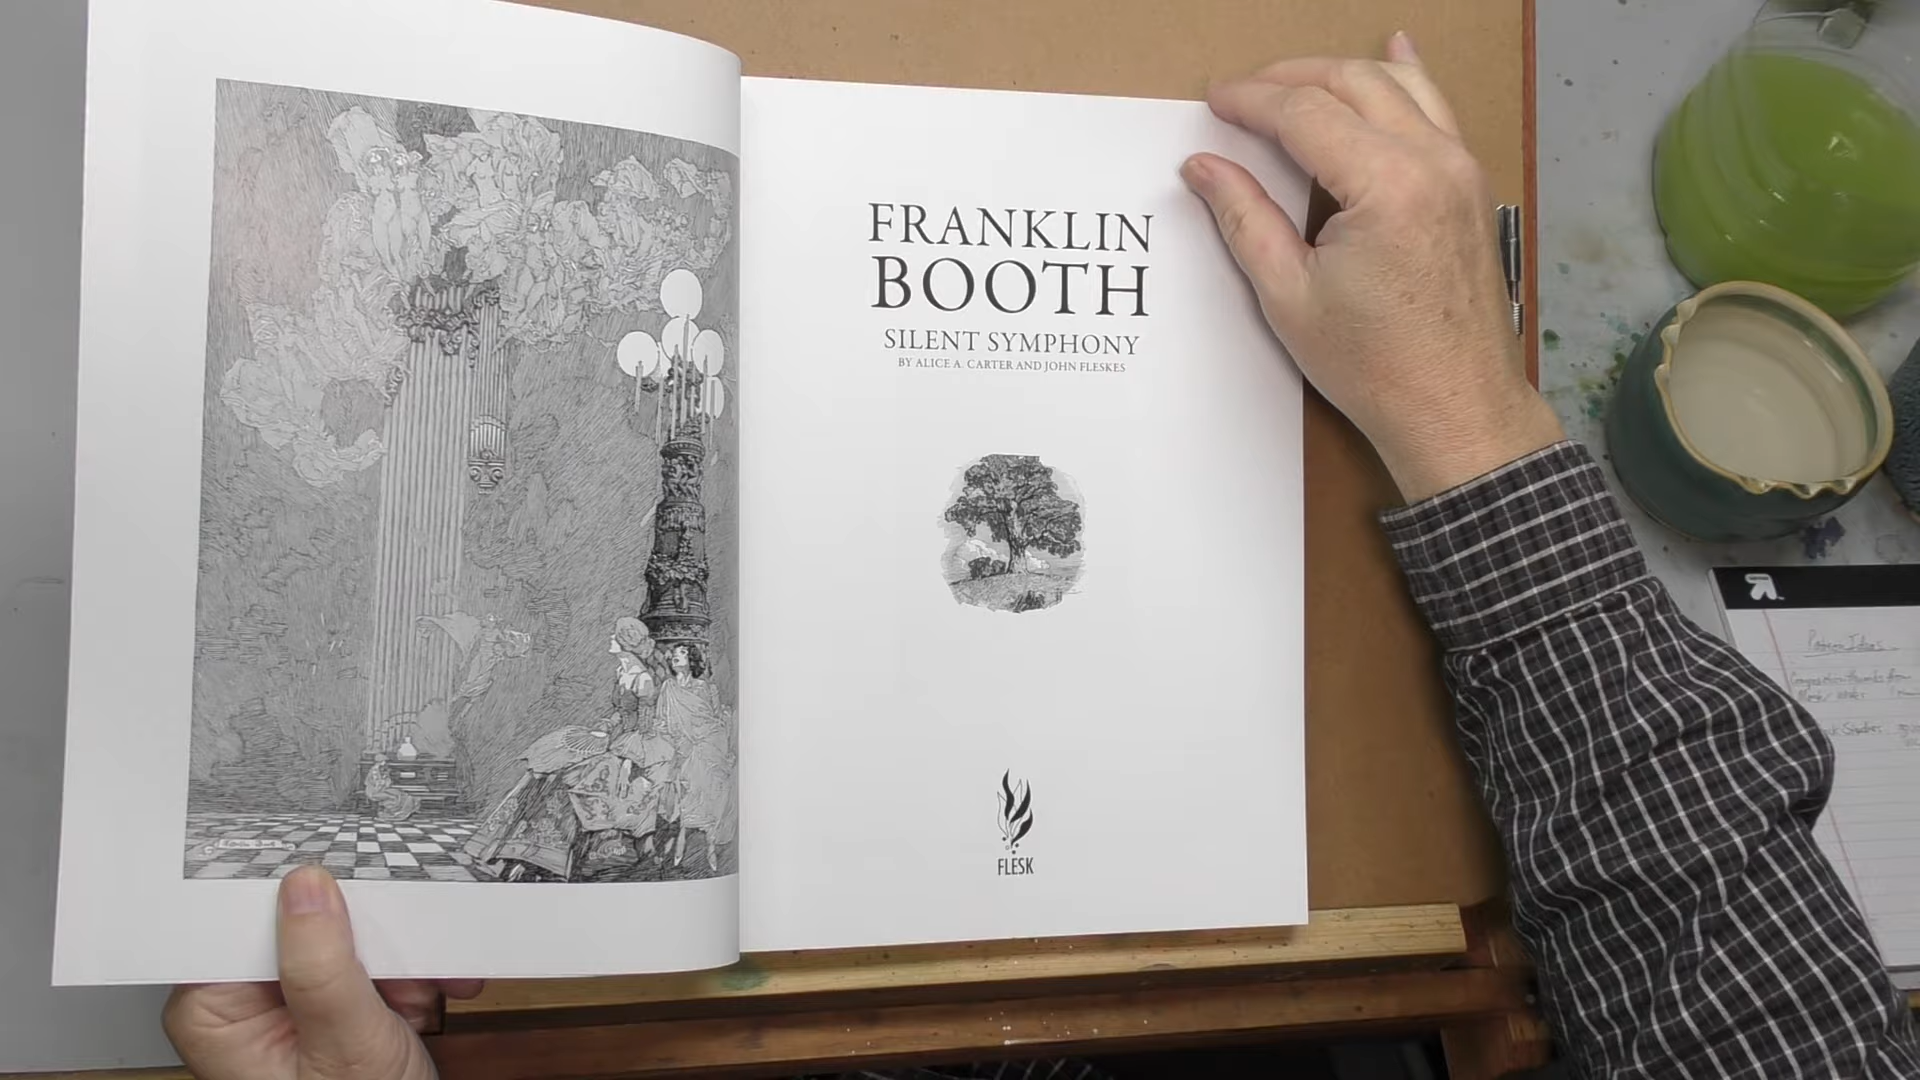 FRANKLIN
BOOTH
SILENT SYMPHONY
BY ALICE A. CARTER AND JOHN FLESKES
FLESK